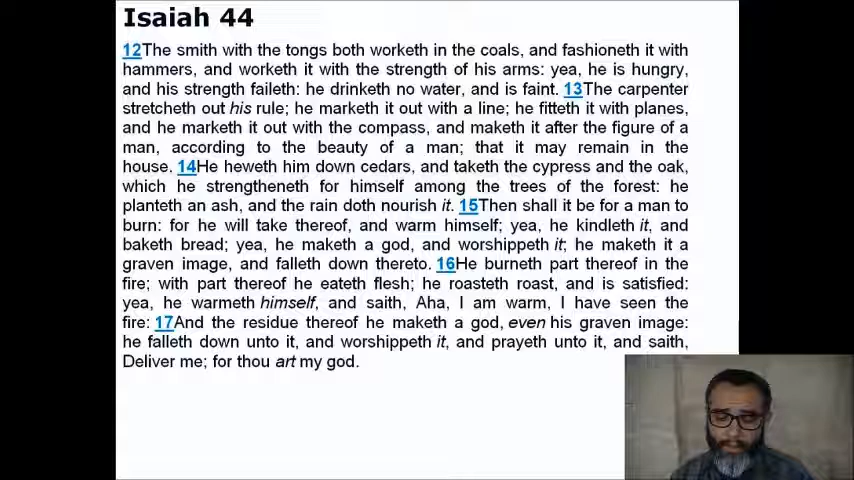 Isaiah 44
12The smith with the tongs both worketh in the coals, and fashioneth it with
hammers, and worketh it with the strength of his arms: yea, he is hungry,
and his strength faileth: he drinketh no water, and is faint. 13The carpenter
stretcheth out his rule; he marketh it out with a line; he fitteth it with planes,
and he marketh it out with the compass, and maketh it after the figure of a
man, according to the beauty of a man; that it may remain in the
house. 14He heweth him down cedars, and taketh the cypress and the oak,
which he strengtheneth for himself among the trees of the forest: he
planteth an ash, and the rain doth nourish it. 15Then shall it be for a man to
burn: for he will take thereof, and warm himself; yea, he kindleth it, and
baketh bread; yea, he maketh a god, and worshippeth it; he maketh it a
graven image, and falleth down thereto. 16He burneth part thereof in the
fire; with part thereof he eateth flesh; he roasteth roast, and is satisfied:
yea, he warmeth himself, and saith, Aha, I am warm, I have seen the
fire: 17And the residue thereof he maketh a god, even his graven image:
he falleth down unto it, and worshippeth it, and prayeth unto it, and saith,
Deliver me; for thou art my god.